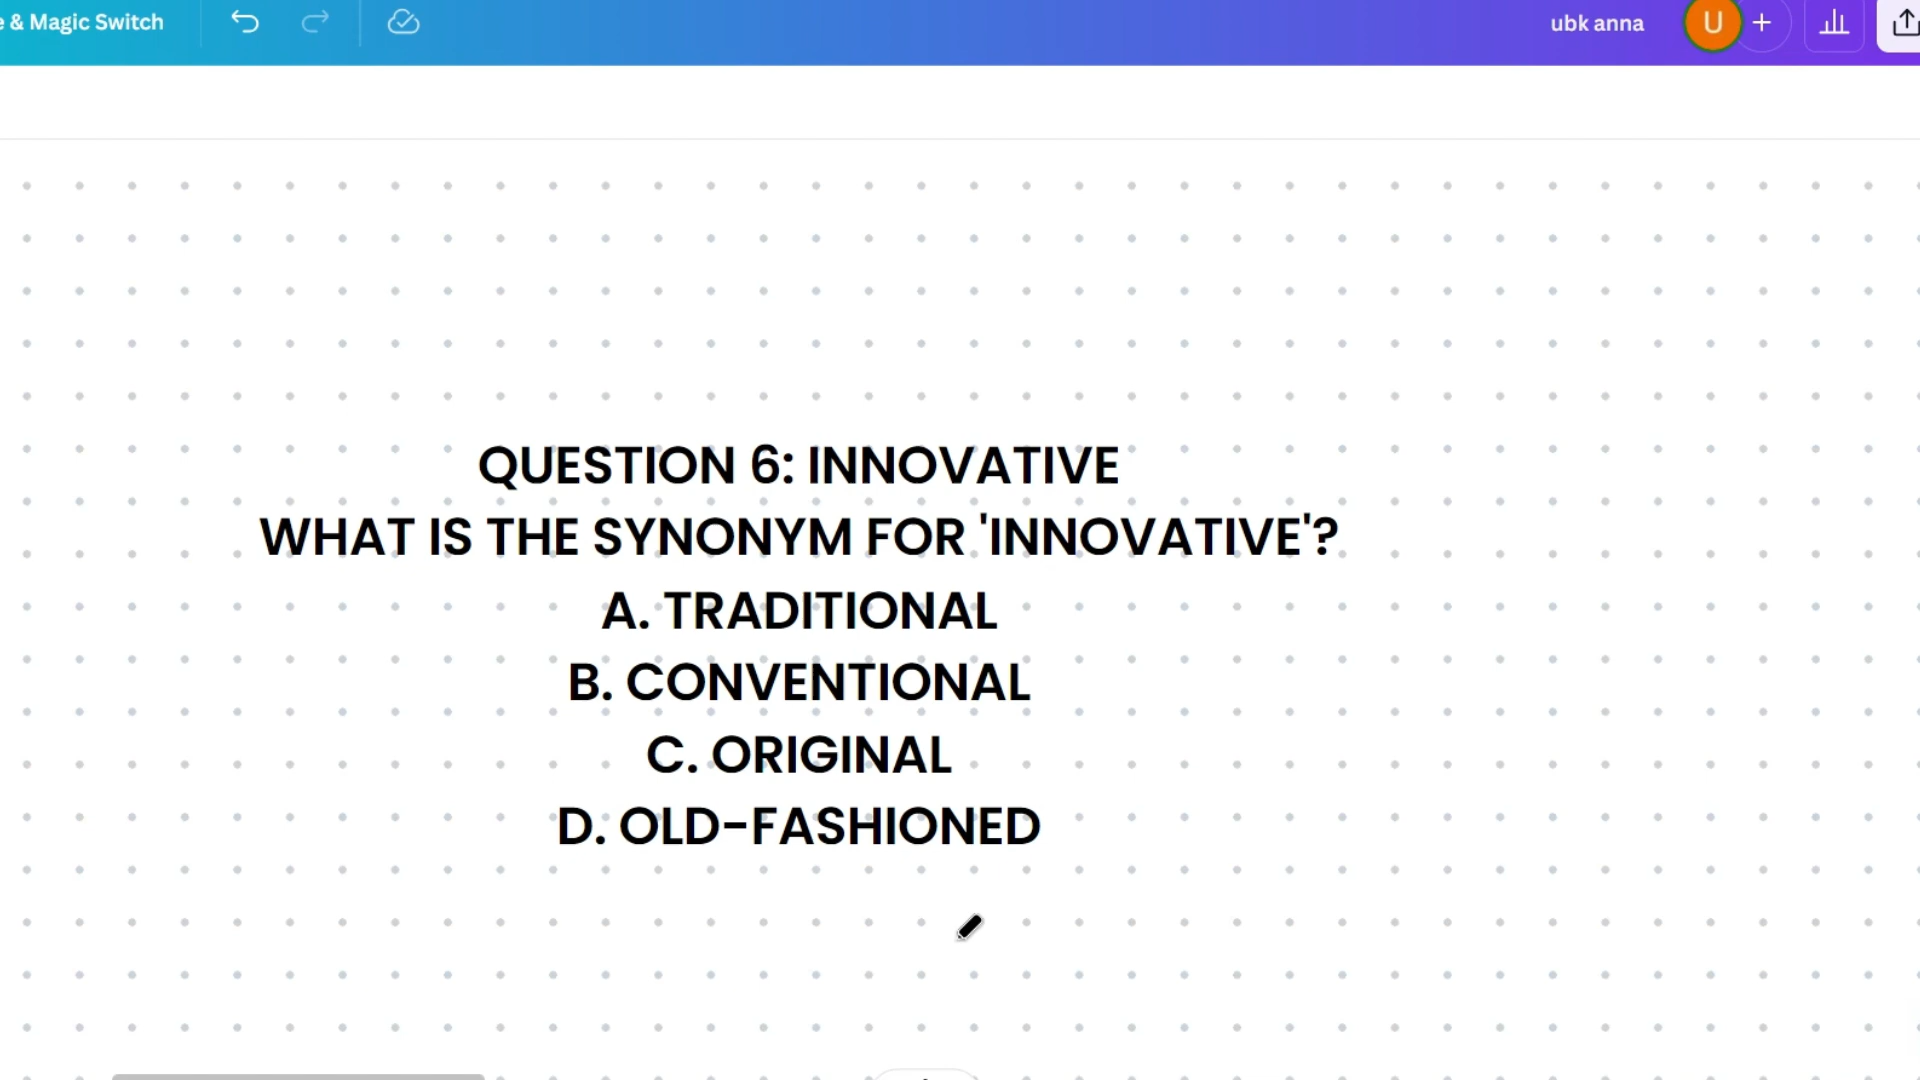 e & Magic Switch
ubk anna
U
QUESTION 6: INNOVATIVE
WHAT IS THE SYNONYM FOR 'INNOVATIVE'?
A. TRADITIONAL
B. CONVENTIONAL
C. ORIGINAL
D. OLD-FASHIONED